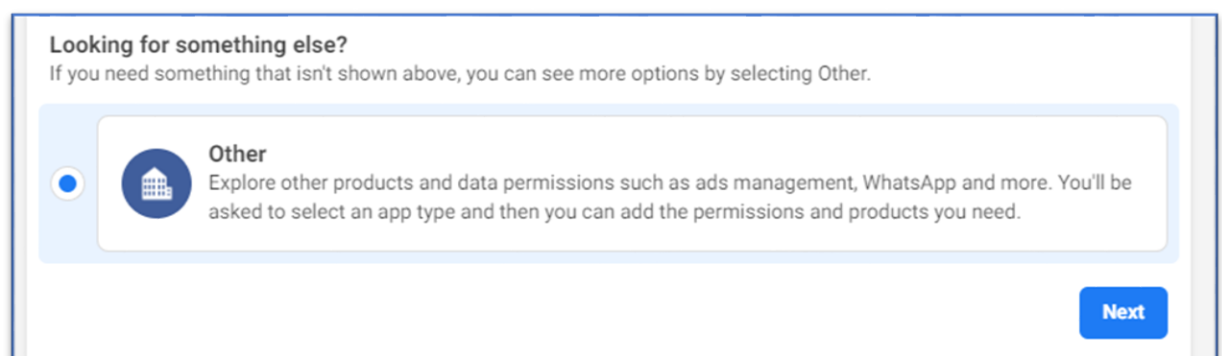 Looking for something else?
If you need something that isn't shown above, you can see more options by selecting Other.
Other
Explore other products and data permissions such as ads management, WhatsApp and more. You'll be
asked to select an app type and then you can add the permissions and products you need.
Next